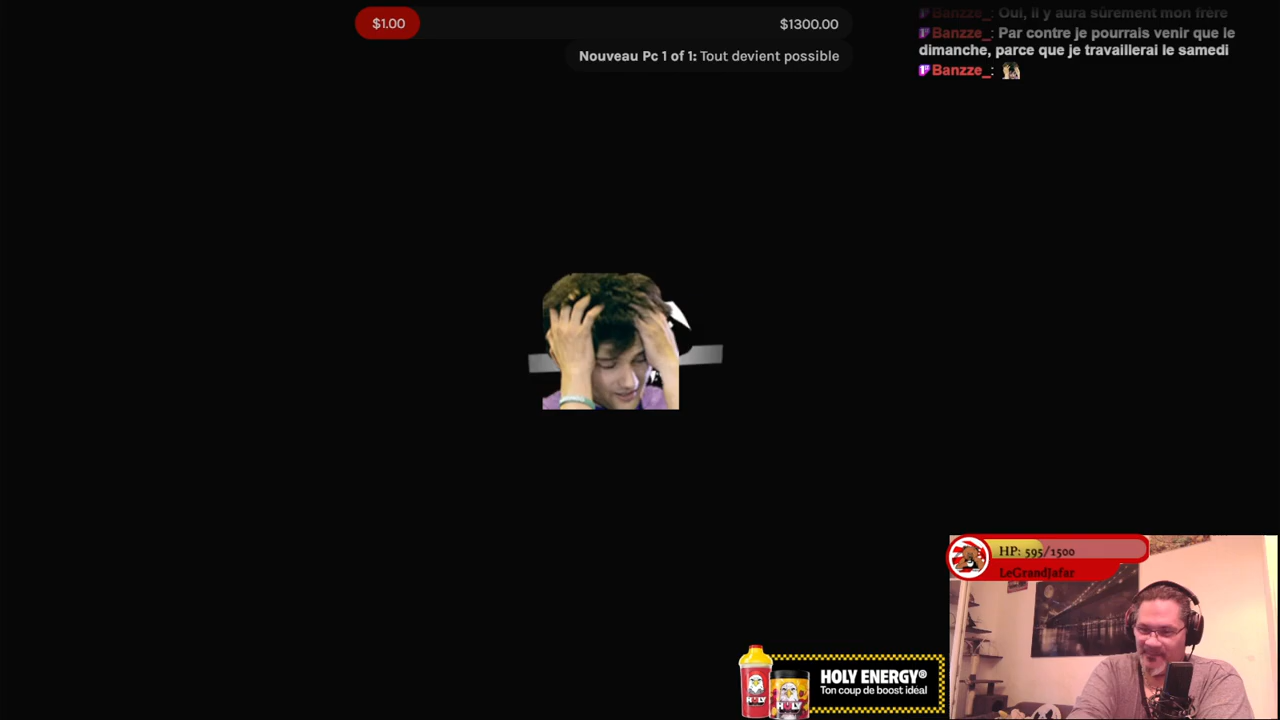 $1.00
$1300.00
Nouveau Pc 1 of 1: Tout devient possible
Banzze_: Oui, il y aura sûrement mon frère
Banzze_: Par contre je pourrais venir que le
dimanche, parce que je travaillerai le samedi
Banzze_:
HP: 595/1500
LeGrandJafar
HOLY ENERGY®
Ton coup de boost idéal
HOLY